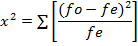 x² = ∑ [(fo − fe)² / fe]